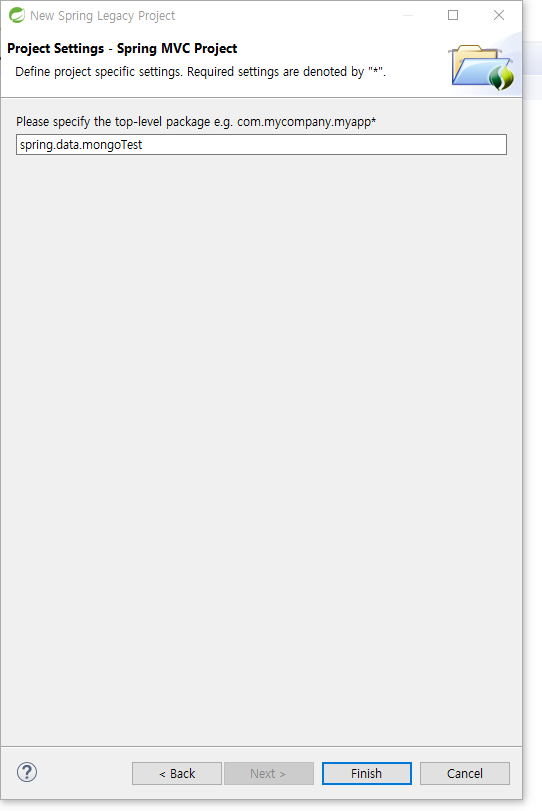 New Spring Legacy Project
Project Settings - Spring MVC Project
Define project specific settings. Required settings are denoted by "*".
Please specify the top-level package e.g. com.mycompany.myapp*
spring.data.mongoTest
?
< Back
Next >
Finish
Cancel